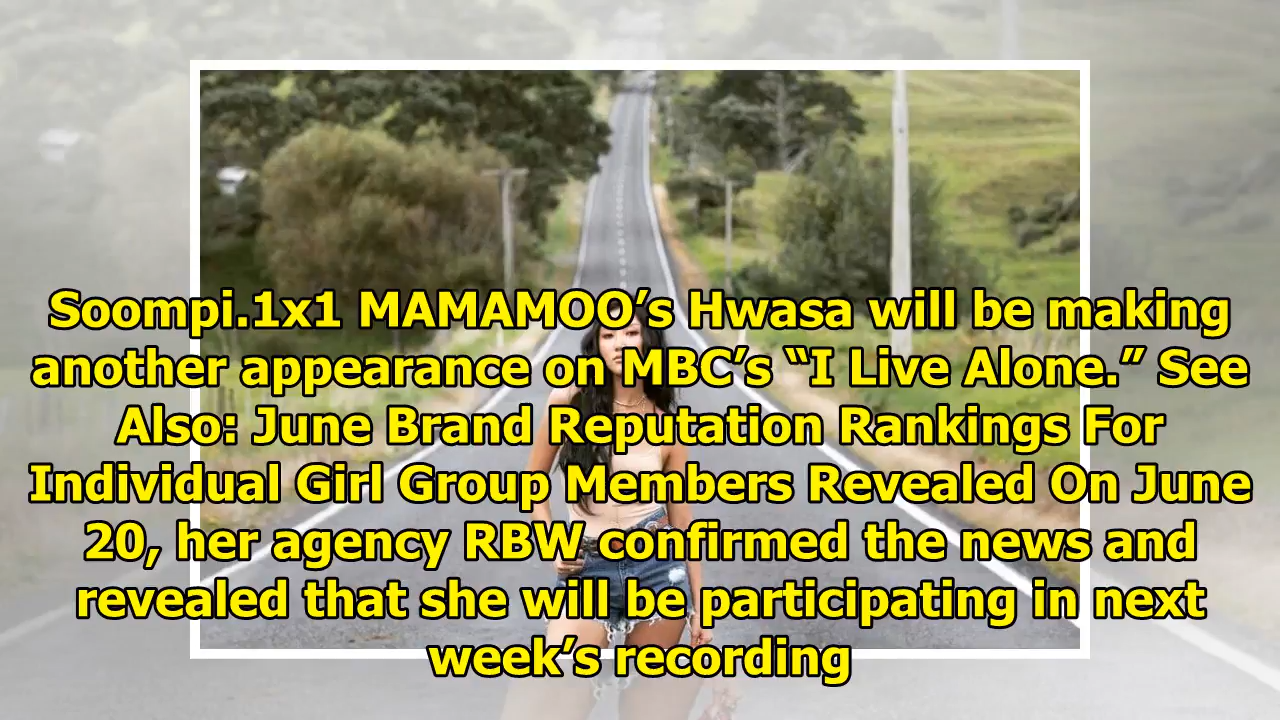 Soompi.1x1 MAMAMOO’s Hwasa will be making
another appearance on MBC’s “I Live Alone.” See
Also: June Brand Reputation Rankings For
Individual Girl Group Members Revealed On June
20, her agency RBW confirmed the news and
revealed that she will be participating in next
week’s recording